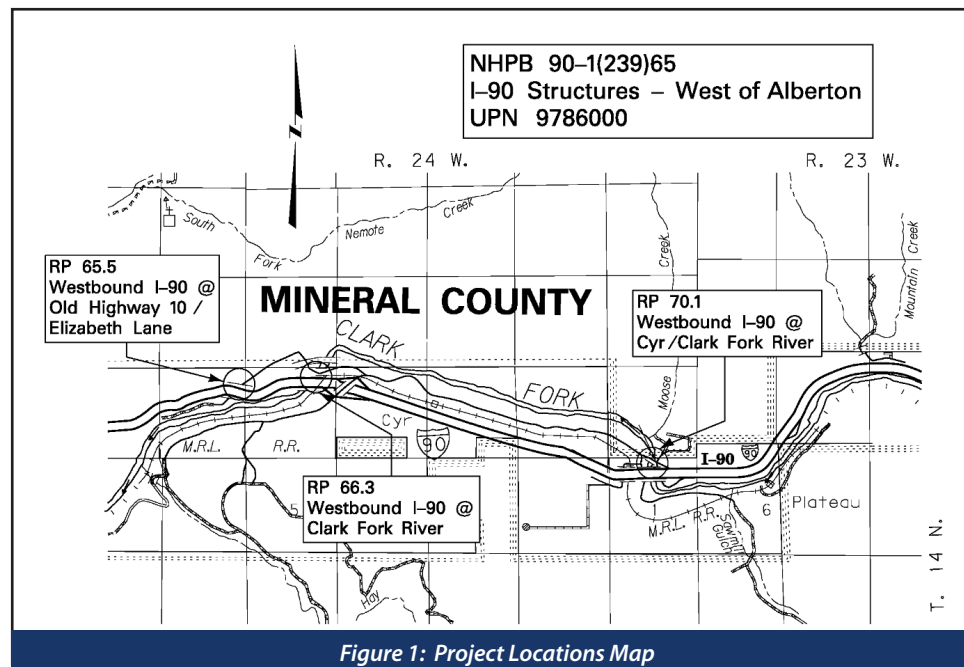 NHPB 90–1(239)65
I–90 Structures – West of Alberton
UPN 9786000
R. 24 W.
R. 23 W.
South
Fork
Nemote
Creek
Creek
Moose
Mountain Creek
RP 65.5
Westbound I–90 @
Old Highway 10 /
Elizabeth Lane
MINERAL COUNTY
RP 70.1
Westbound I–90 @
Cyr /Clark Fork River
CLARK
FORK
Cyr
90
M.R.L.
R.R.
I–90
90
RP 66.3
Westbound I–90 @
Clark Fork River
5
6
Plateau
M.R.L. R.R.
Sawmill
Gulch
Hay
T. 14 N.
Figure 1: Project Locations Map